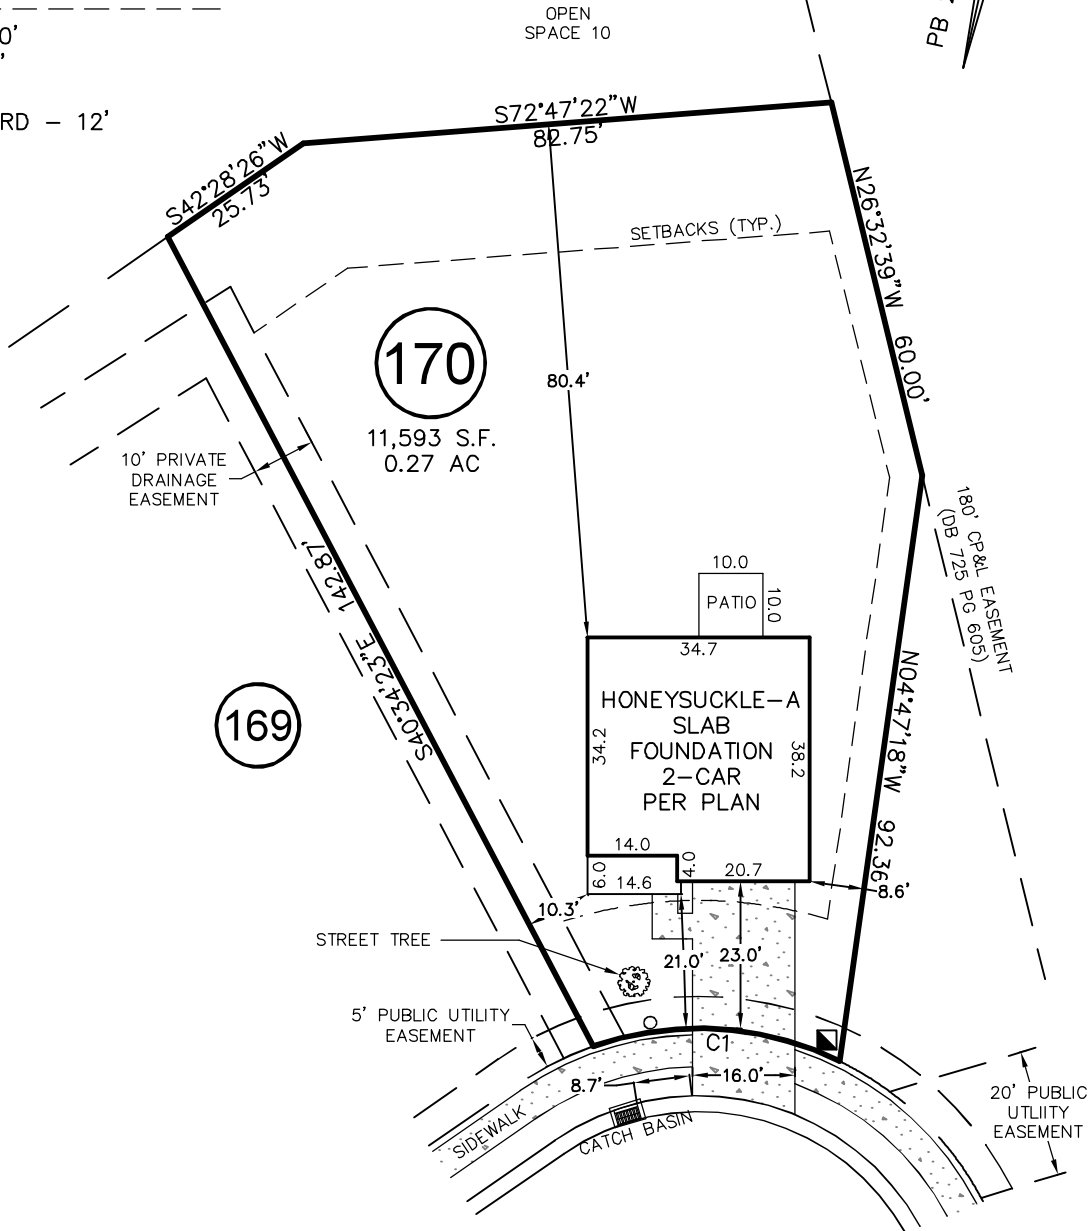 0'
'
RD – 12'
OPEN
SPACE 10
PB
S72°47'22"W
82.75'
S42°28'26"W
25.73'
N26°32'39"W 60.00'
SETBACKS (TYP.)
170
11,593 S.F.
0.27 AC
80.4'
10' PRIVATE
DRAINAGE
EASEMENT
180' CP&L EASEMENT
(DB 725 PG 605)
S40°34'23"E 142.87'
169
10.0
PATIO
10.0
34.7
HONEYSUCKLE–A
SLAB
FOUNDATION
2–CAR
PER PLAN
34.2
38.2
N04°47'18"W 92.36'
14.0
6.0
14.6
4.0
20.7
8.6'
10.3'
STREET TREE
21.0'
23.0'
5' PUBLIC UTILITY
EASEMENT
C1
8.7'
16.0'
20' PUBLIC
UTLIITY
EASEMENT
SIDEWALK
CATCH BASIN